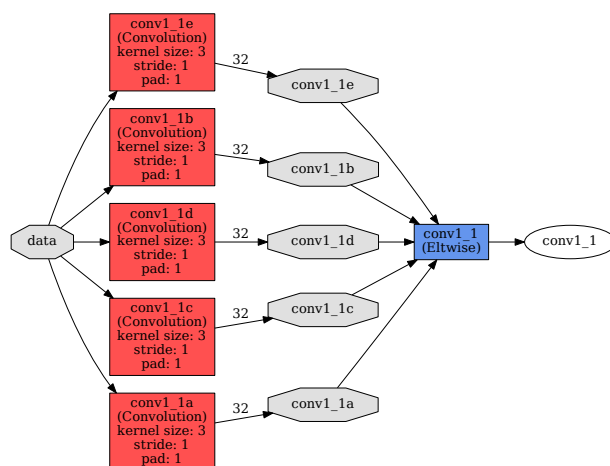 conv1_1e
(Convolution)
kernel size: 3
stride: 1
pad: 1
32
conv1_1e
conv1_1b
(Convolution)
kernel size: 3
stride: 1
pad: 1
32
conv1_1b
data
conv1_1d
(Convolution)
kernel size: 3
stride: 1
pad: 1
32
conv1_1d
conv1_1
(Eltwise)
conv1_1
conv1_1c
(Convolution)
kernel size: 3
stride: 1
pad: 1
32
conv1_1c
conv1_1a
(Convolution)
kernel size: 3
stride: 1
pad: 1
32
conv1_1a